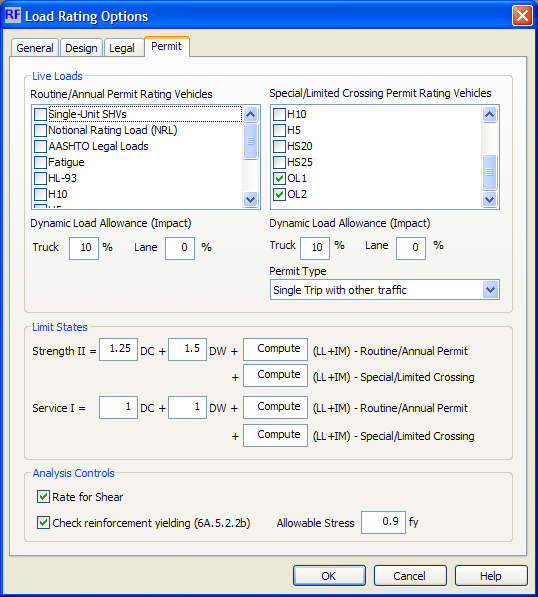 RF Load Rating Options
General Design Legal Permit
Live Loads
Routine/Annual Permit Rating Vehicles
Single-Unit SHVs
Notional Rating Load (NRL)
AASHTO Legal Loads
Fatigue
HL-93
H10
Special/Limited Crossing Permit Rating Vehicles
H10
H5
HS20
HS25
OL1
OL2
Dynamic Load Allowance (Impact)
Truck 10 % Lane 0 %
Dynamic Load Allowance (Impact)
Truck 10 % Lane 0 %
Permit Type
Single Trip with other traffic
Limit States
Strength II = 1.25 DC + 1.5 DW + Compute (LL+IM) - Routine/Annual Permit
+ Compute (LL+IM) - Special/Limited Crossing
Service I = 1 DC + 1 DW + Compute (LL+IM) - Routine/Annual Permit
+ Compute (LL+IM) - Special/Limited Crossing
Analysis Controls
Rate for Shear
Check reinforcement yielding (6A.5.2.2b) Allowable Stress 0.9 fy
OK Cancel Help